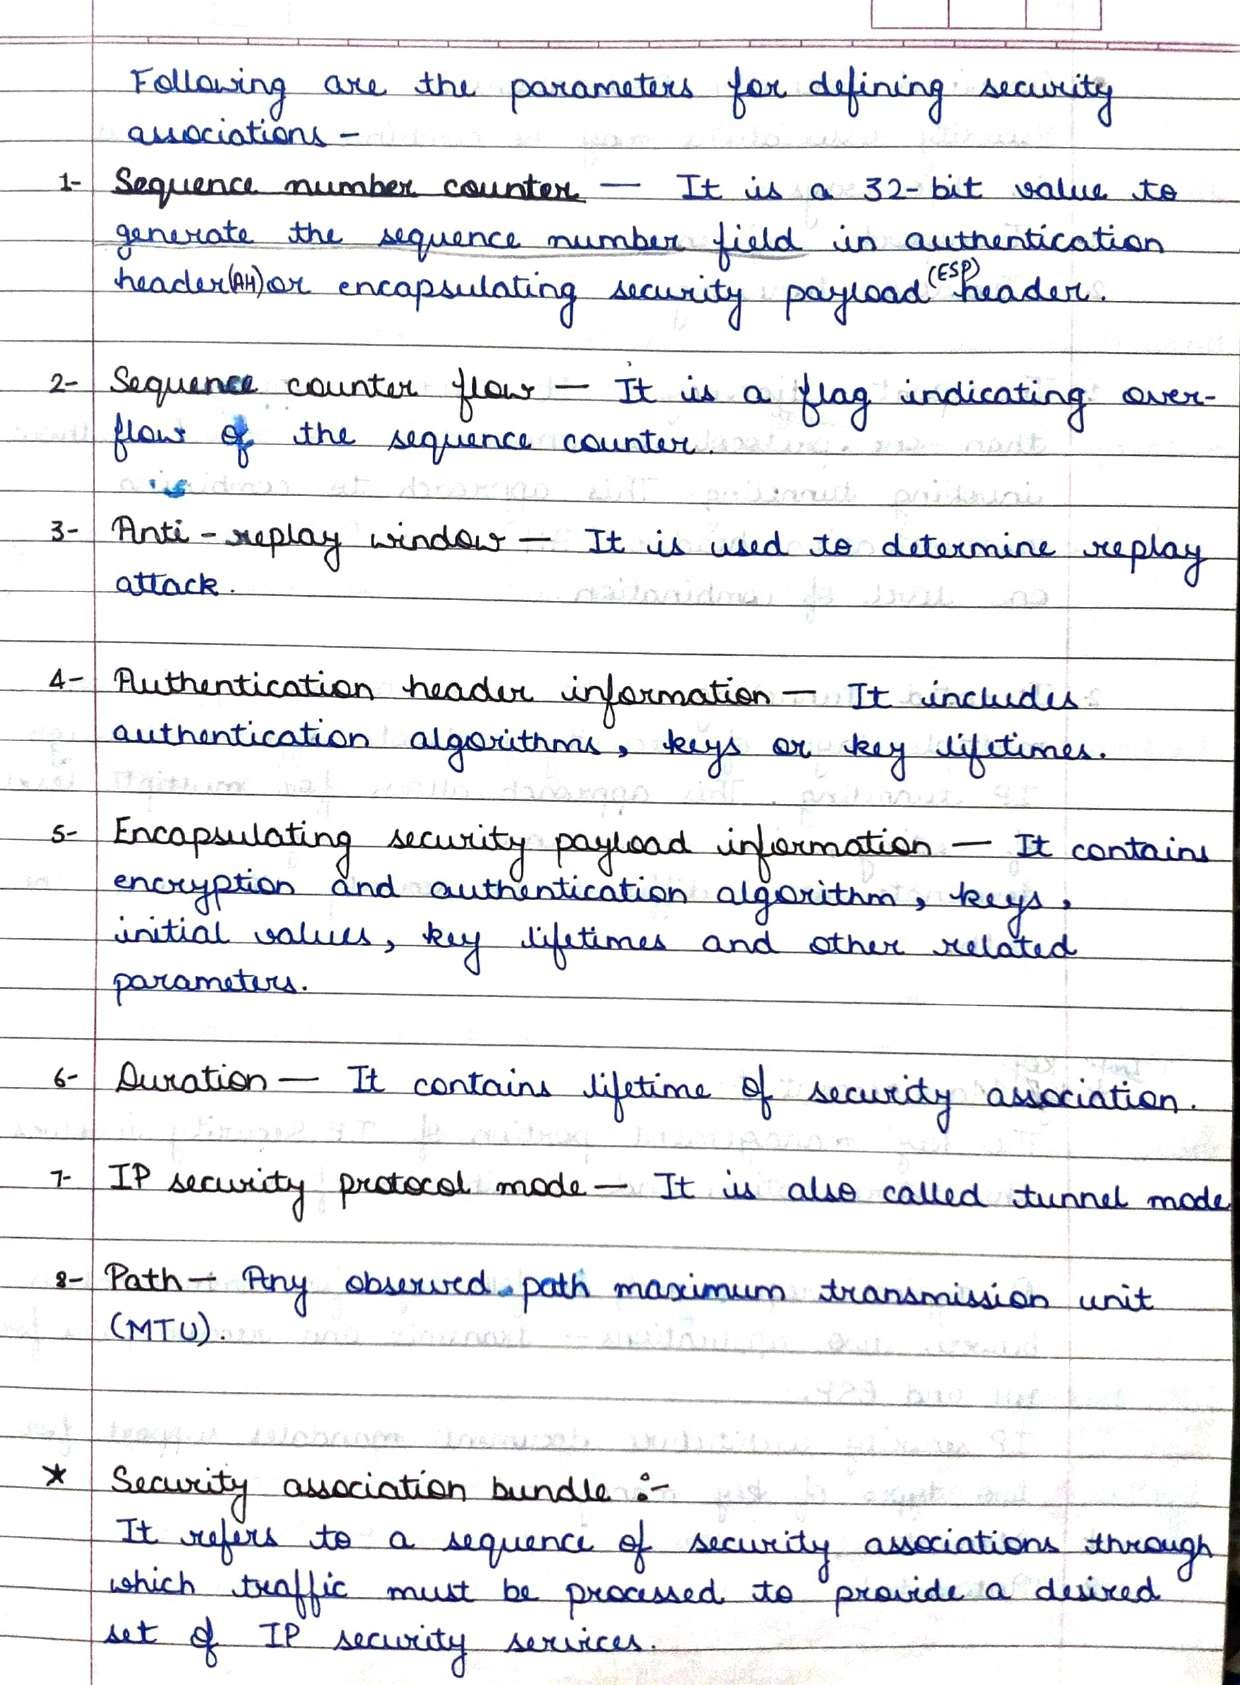 Following are the parameters for defining security
associations -
1- Sequence number counter — It is a 32-bit value to
generate the sequence number field in authentication
header(AH) or encapsulating security payload (ESP) header.
2- Sequence counter flow — It is a flag indicating over-
flow of the sequence counter.
3- Anti-replay window — It is used to determine replay
attack.
4- Authentication header information — It includes
authentication algorithms, keys or key lifetimes.
5- Encapsulating security payload information — It contains
encryption and authentication algorithm, keys,
initial values, key lifetimes and other related
parameters.
6- Duration — It contains lifetime of security association.
7- IP security protocol mode — It is also called tunnel mode
8- Path — Any observed path maximum transmission unit
(MTU).
* Security association bundle :-
It refers to a sequence of security associations through
which traffic must be processed to provide a desired
set of IP security services.